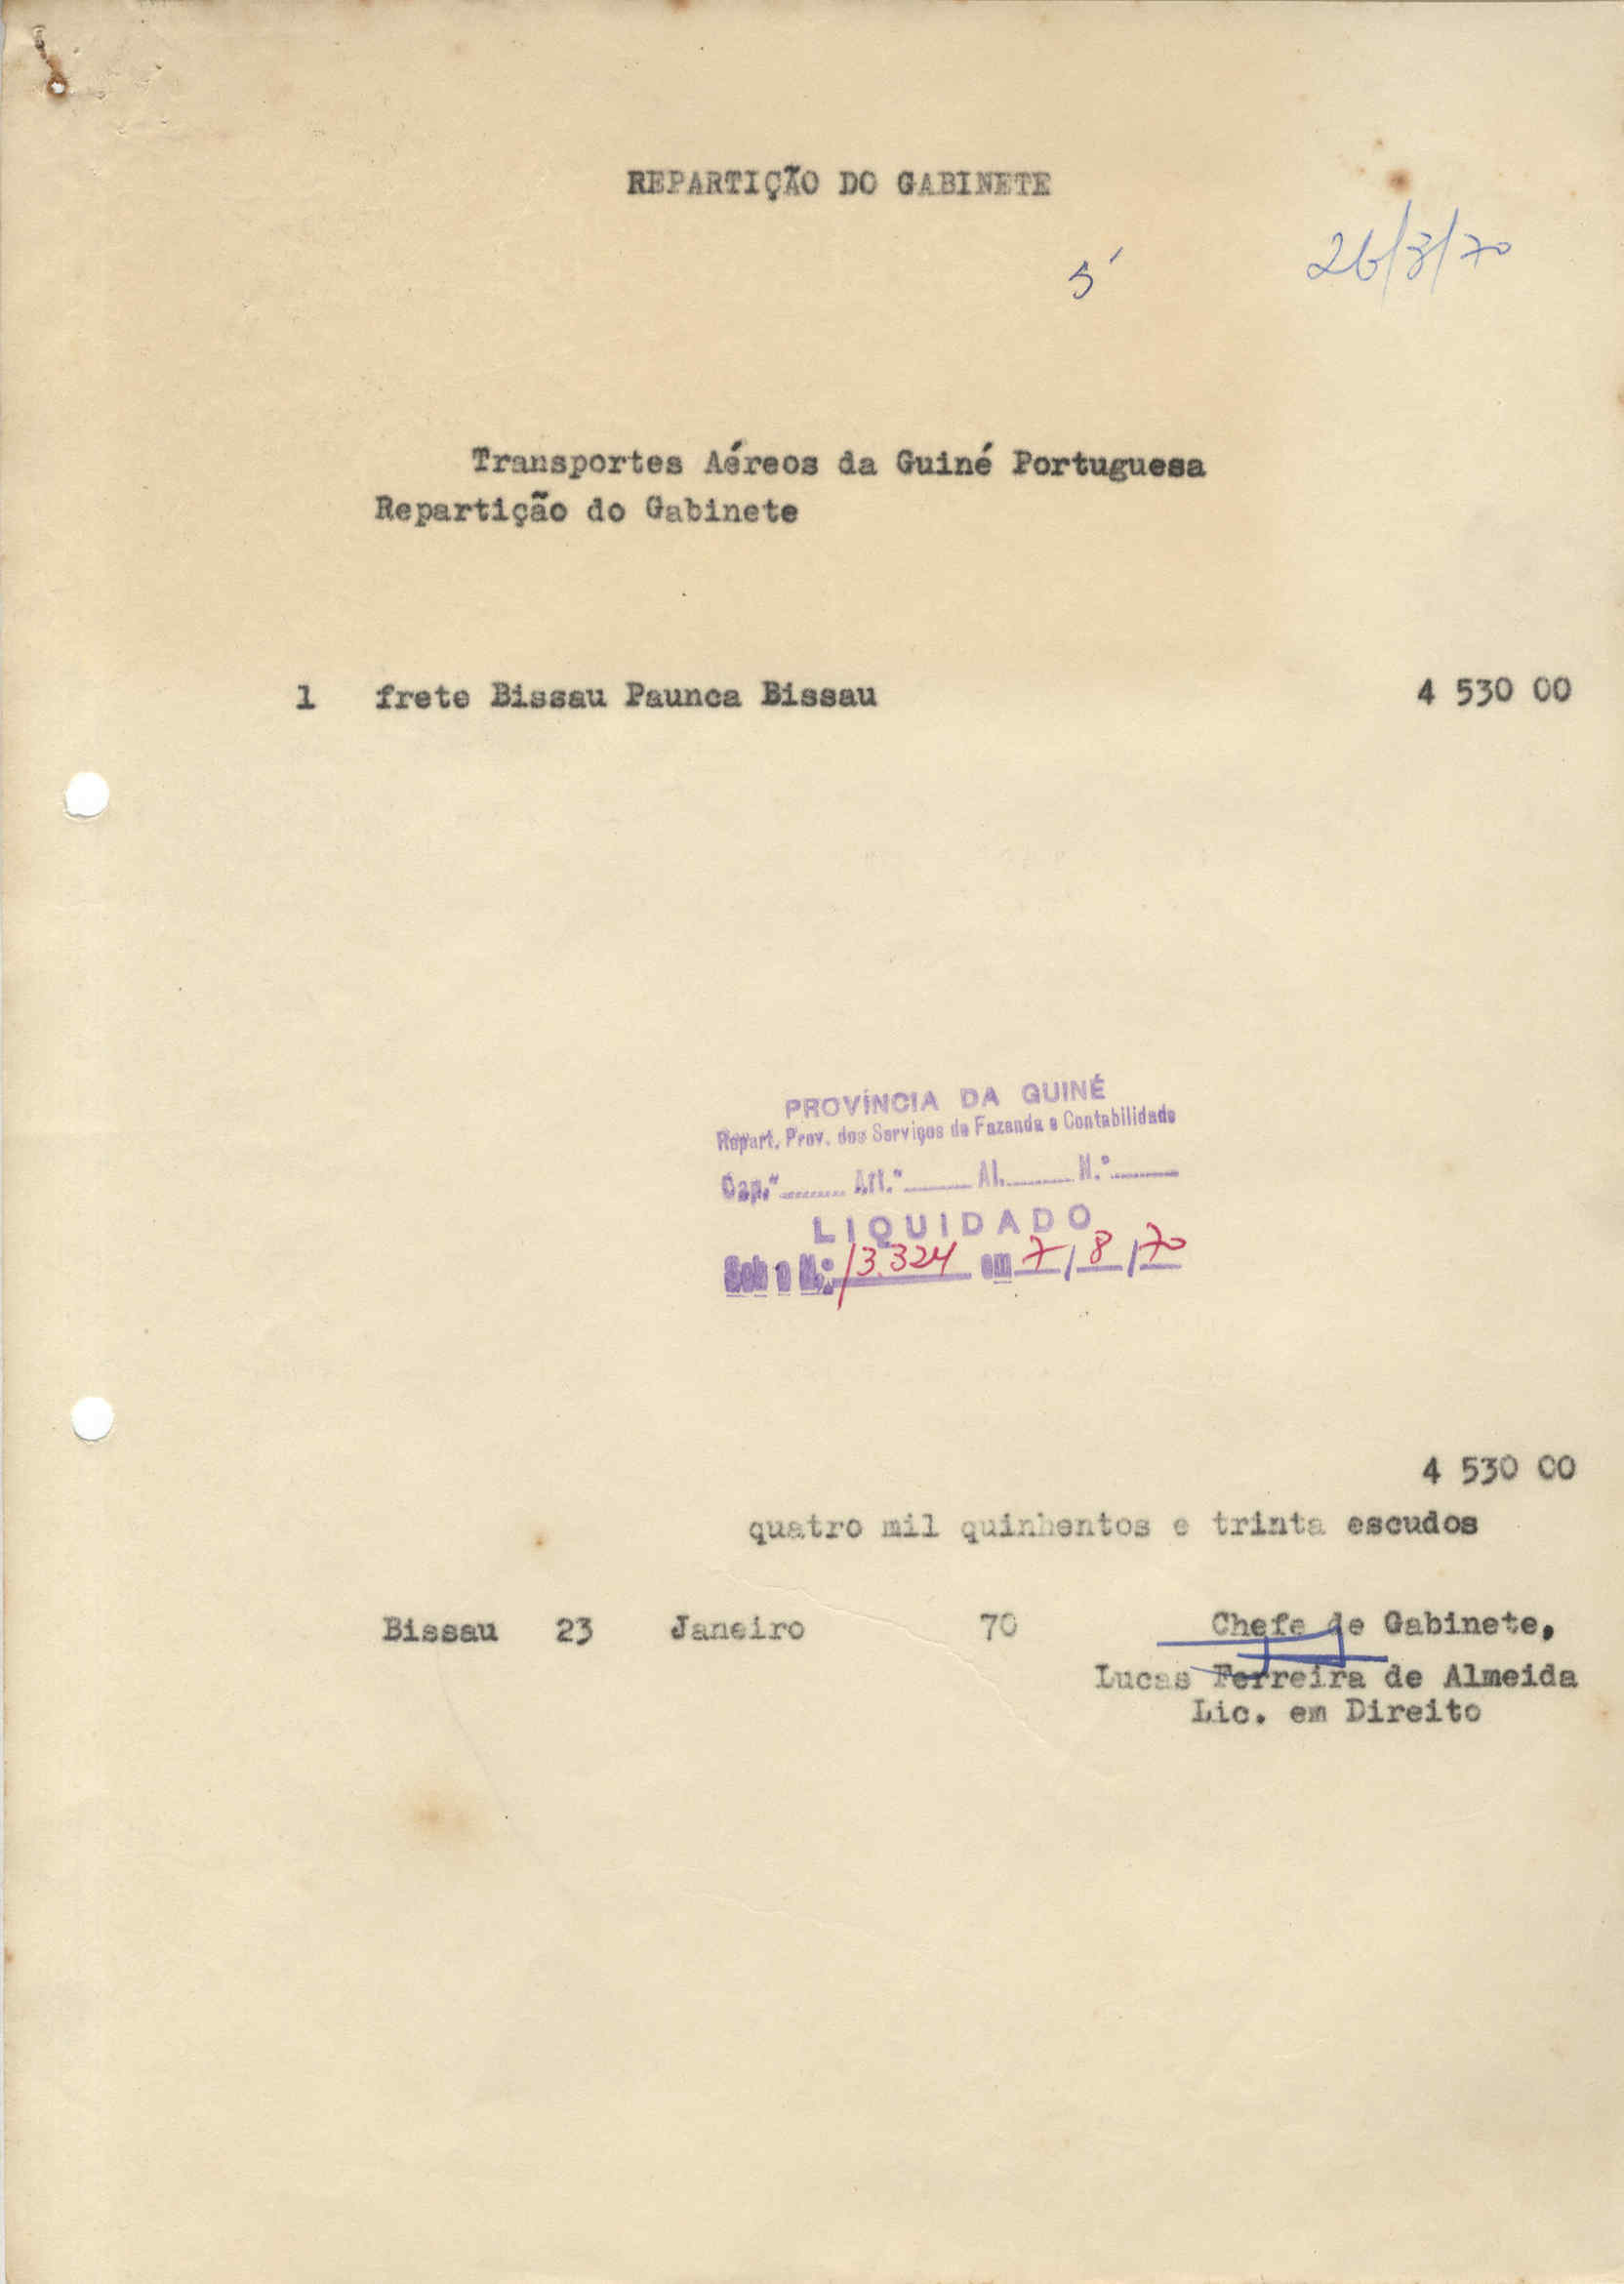 REPARTIÇÃO DO GABINETE
5
26/3/70
Transportes Aéreos da Guiné Portuguesa
Repartição do Gabinete
1 frete Bissau Paunca Bissau 4 530 00
PROVÍNCIA DA GUINÉ
Repart. Prov. dos Serviços de Fazenda e Contabilidade
Cap.º Art.º Al. N.º
LIQUIDADO
Sob o N.º 13.324 em 7/8/70
4 530 00
quatro mil quinhentos e trinta escudos
Bissau 23 Janeiro 70 Chefe de Gabinete,
Lucas Ferreira de Almeida
Lic. em Direito